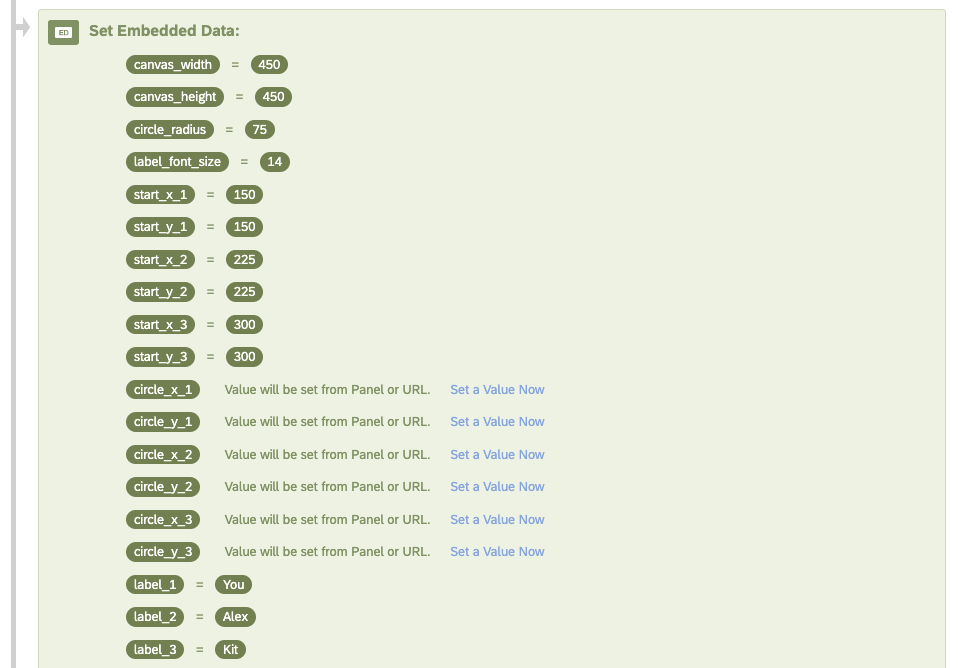 ED Set Embedded Data:
canvas_width = 450
canvas_height = 450
circle_radius = 75
label_font_size = 14
start_x_1 = 150
start_y_1 = 150
start_x_2 = 225
start_y_2 = 225
start_x_3 = 300
start_y_3 = 300
circle_x_1 Value will be set from Panel or URL. Set a Value Now
circle_y_1 Value will be set from Panel or URL. Set a Value Now
circle_x_2 Value will be set from Panel or URL. Set a Value Now
circle_y_2 Value will be set from Panel or URL. Set a Value Now
circle_x_3 Value will be set from Panel or URL. Set a Value Now
circle_y_3 Value will be set from Panel or URL. Set a Value Now
label_1 = You
label_2 = Alex
label_3 = Kit